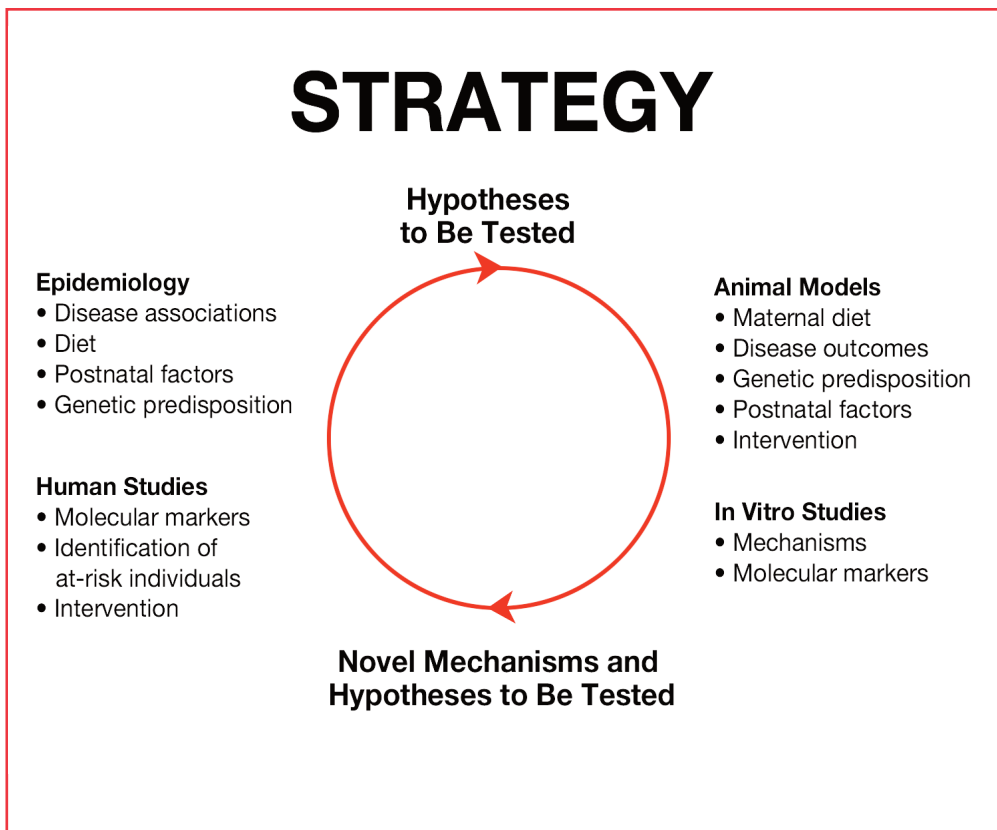 STRATEGY
Hypotheses
to Be Tested
Epidemiology
• Disease associations
• Diet
• Postnatal factors
• Genetic predisposition
Human Studies
• Molecular markers
• Identification of
at-risk individuals
• Intervention
Animal Models
• Maternal diet
• Disease outcomes
• Genetic predisposition
• Postnatal factors
• Intervention
In Vitro Studies
• Mechanisms
• Molecular markers
Novel Mechanisms and
Hypotheses to Be Tested